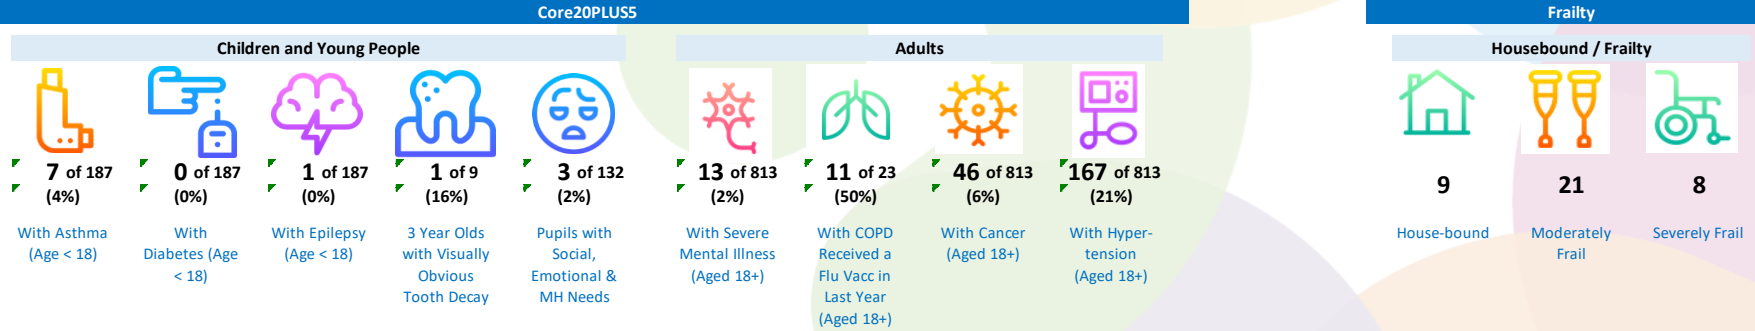 Core20PLUS5
Frailty
Children and Young People
Adults
Housebound / Frailty
7 of 187
(4%)
With Asthma
(Age < 18)
0 of 187
(0%)
With
Diabetes (Age
< 18)
1 of 187
(0%)
With Epilepsy
(Age < 18)
1 of 9
(16%)
3 Year Olds
with Visually
Obvious
Tooth Decay
3 of 132
(2%)
Pupils with
Social,
Emotional &
MH Needs
13 of 813
(2%)
With Severe
Mental Illness
(Aged 18+)
11 of 23
(50%)
With COPD
Received a
Flu Vacc in
Last Year
(Aged 18+)
46 of 813
(6%)
With Cancer
(Aged 18+)
167 of 813
(21%)
With Hyper-
tension
(Aged 18+)
9
House-bound
21
Moderately
Frail
8
Severely Frail